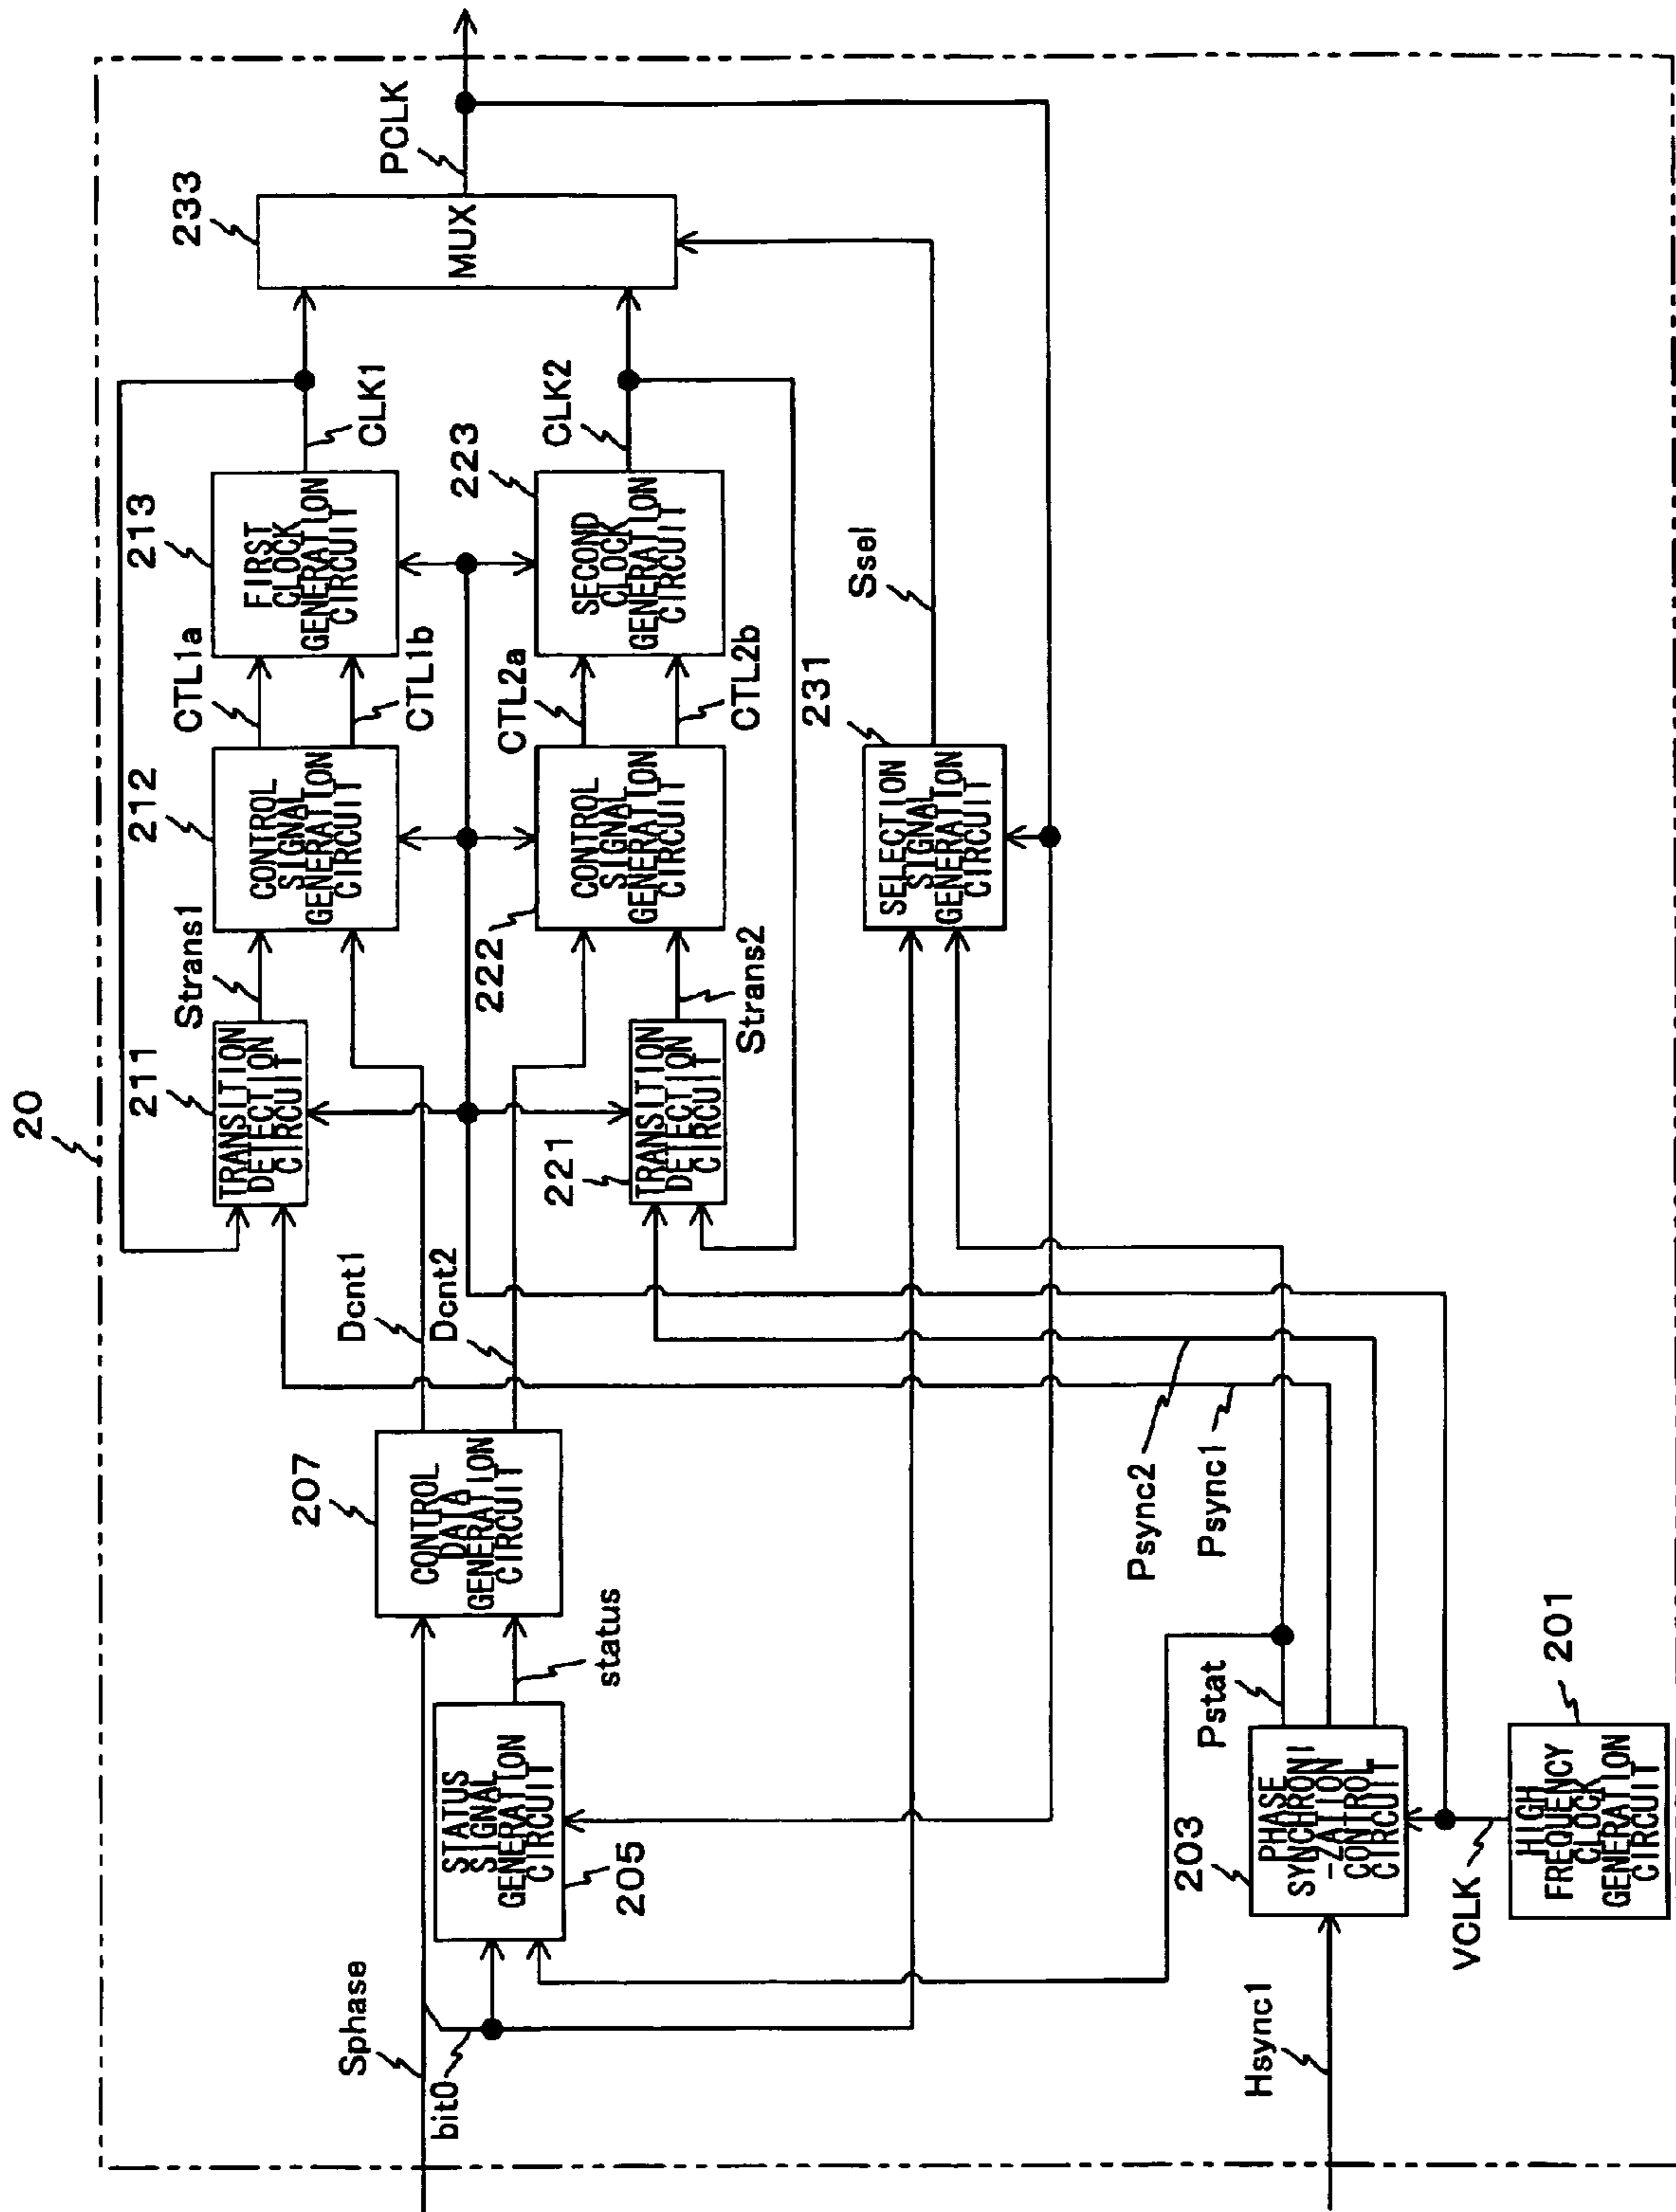 20
Sphase
bit0
STATUS
SIGNAL
GENERATION
CIRCUIT
205
status
207
CONTROL
DATA
GENERATION
CIRCUIT
Dcnt1
Dcnt2
211
TRANSITION
DETECTION
CIRCUIT
Strans1
212
CONTROL
SIGNAL
GENERATION
CIRCUIT
CTL1a
CTL1b
213
FIRST
CLOCK
GENERATION
CIRCUIT
CLK1
233
MUX
PCLK
221
TRANSITION
DETECTION
CIRCUIT
Strans2
222
CONTROL
SIGNAL
GENERATION
CIRCUIT
CTL2a
CTL2b
223
SECOND
CLOCK
GENERATION
CIRCUIT
CLK2
231
SELECTION
SIGNAL
GENERATION
CIRCUIT
Ssel
Hsync1
203
PHASE
SYNCHRONI
-ZATION
CONTROL
CIRCUIT
Pstat
Psync2
Psync1
VCLK
HIGH
FREQUENCY
CLOCK
GENERATION
CIRCUIT
201